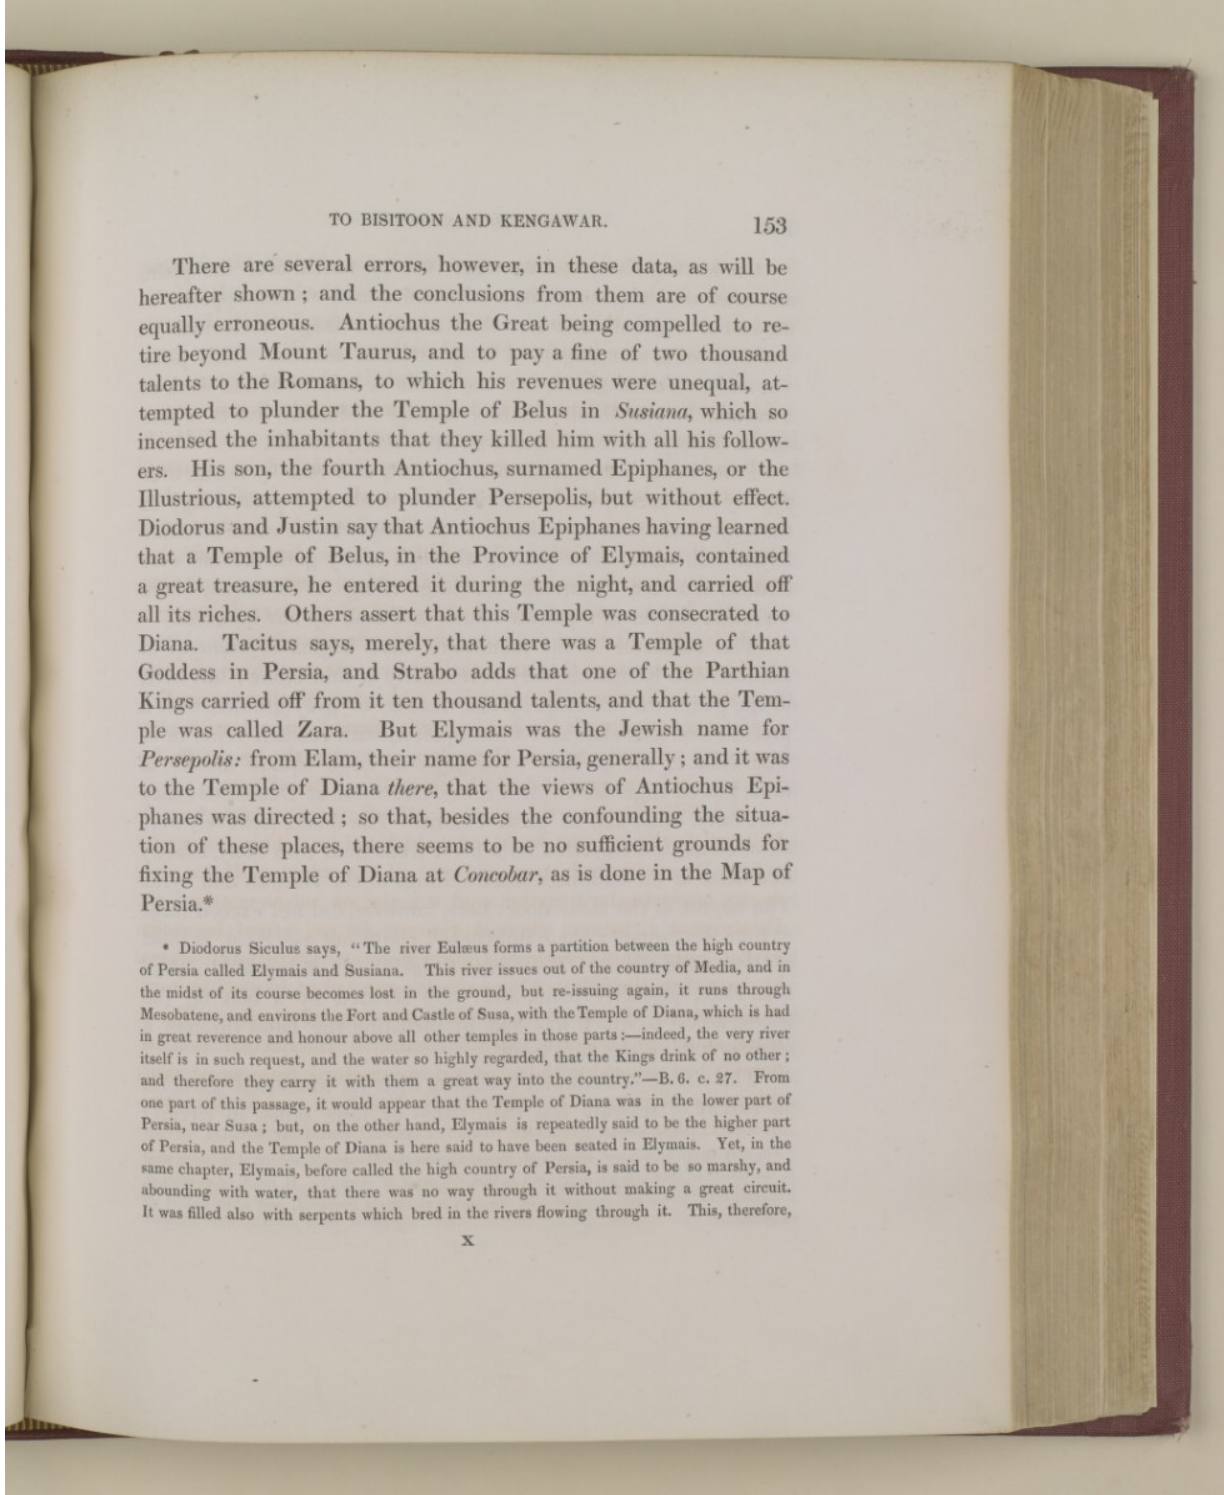 TO BISITOON AND KENGAWAR. 153
There are several errors, however, in these data, as will be
hereafter shown ; and the conclusions from them are of course
equally erroneous. Antiochus the Great being compelled to re-
tire beyond Mount Taurus, and to pay a fine of two thousand
talents to the Romans, to which his revenues were unequal, at-
tempted to plunder the Temple of Belus in Susiana, which so
incensed the inhabitants that they killed him with all his follow-
ers. His son, the fourth Antiochus, surnamed Epiphanes, or the
Illustrious, attempted to plunder Persepolis, but without effect.
Diodorus and Justin say that Antiochus Epiphanes having learned
that a Temple of Belus, in the Province of Elymais, contained
a great treasure, he entered it during the night, and carried off
all its riches. Others assert that this Temple was consecrated to
Diana. Tacitus says, merely, that there was a Temple of that
Goddess in Persia, and Strabo adds that one of the Parthian
Kings carried off from it ten thousand talents, and that the Tem-
ple was called Zara. But Elymais was the Jewish name for
Persepolis: from Elam, their name for Persia, generally ; and it was
to the Temple of Diana there, that the views of Antiochus Epi-
phanes was directed ; so that, besides the confounding the situa-
tion of these places, there seems to be no sufficient grounds for
fixing the Temple of Diana at Concobar, as is done in the Map of
Persia.*
* Diodorus Siculus says, “The river Eulæus forms a partition between the high country
of Persia called Elymais and Susiana. This river issues out of the country of Media, and in
the midst of its course becomes lost in the ground, but re-issuing again, it runs through
Mesobatene, and environs the Fort and Castle of Susa, with the Temple of Diana, which is had
in great reverence and honour above all other temples in those parts :—indeed, the very river
itself is in such request, and the water so highly regarded, that the Kings drink of no other ;
and therefore they carry it with them a great way into the country.”—B. 6. c. 27. From
one part of this passage, it would appear that the Temple of Diana was in the lower part of
Persia, near Susa ; but, on the other hand, Elymais is repeatedly said to be the higher part
of Persia, and the Temple of Diana is here said to have been seated in Elymais. Yet, in the
same chapter, Elymais, before called the high country of Persia, is said to be so marshy, and
abounding with water, that there was no way through it without making a great circuit.
It was filled also with serpents which bred in the rivers flowing through it. This, therefore,
X